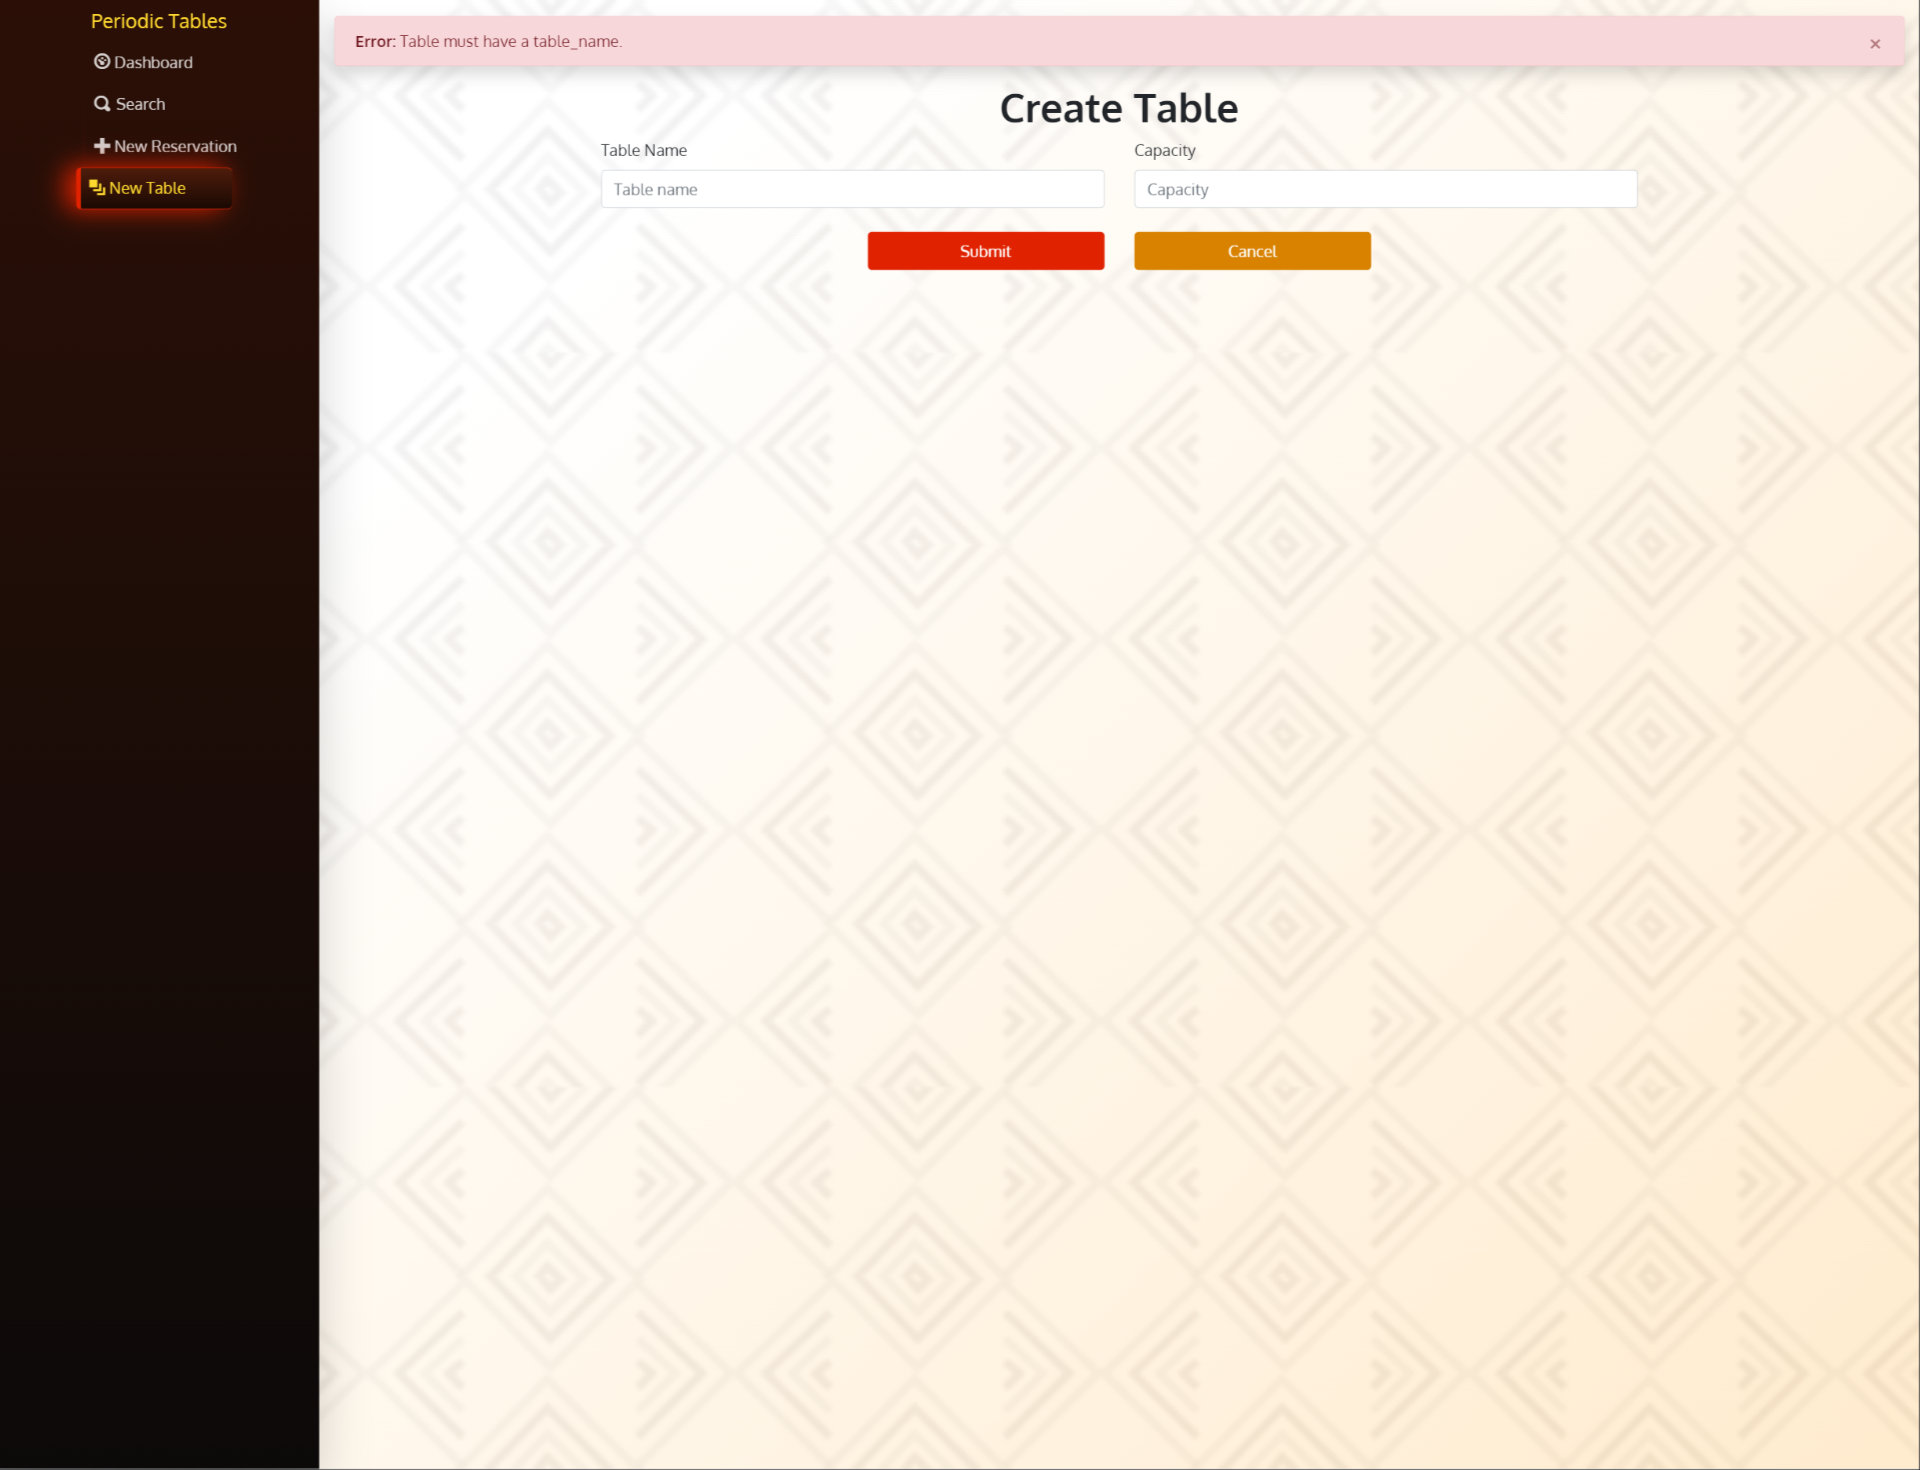 Periodic Tables
Dashboard
Search
New Reservation
New Table
Error: Table must have a table_name.
×
Create Table
Table Name
Capacity
Table name
Capacity
Submit
Cancel